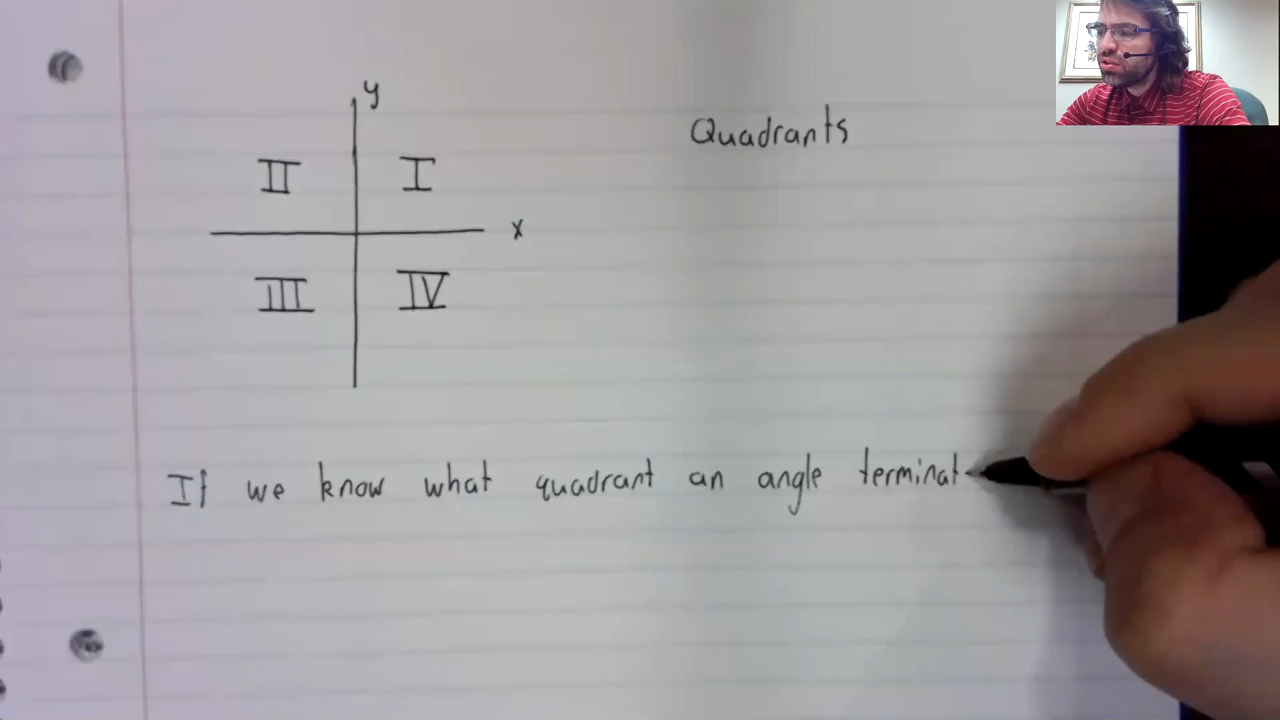 y
Quadrants
II I
x
III IV
If we know what quadrant an angle terminat